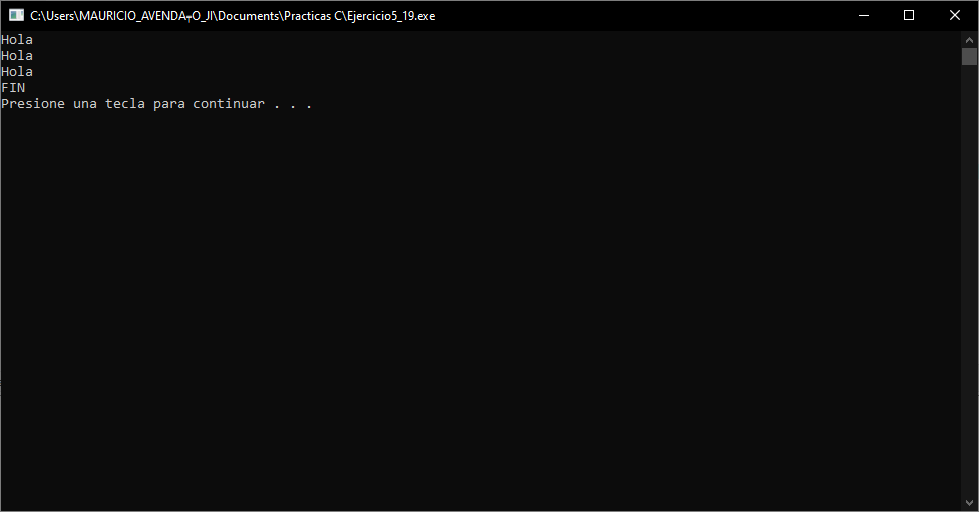 C:\Users\MAURICIO_AVENDA╤O_JI\Documents\Practicas C\Ejercicio5_19.exe
Hola
Hola
Hola
FIN
Presione una tecla para continuar . . .